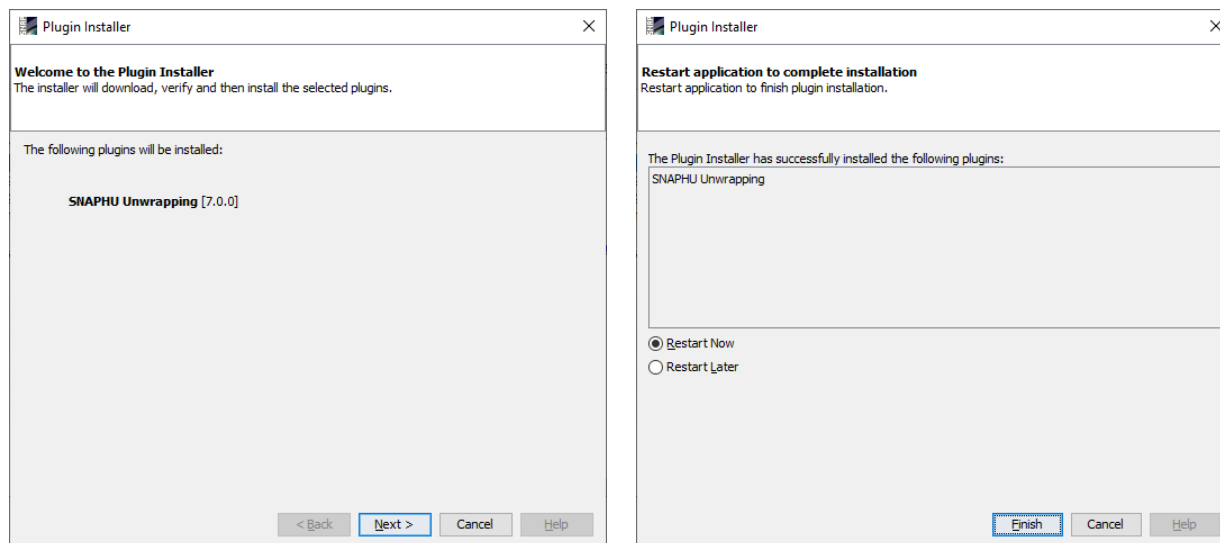 Plugin Installer
Welcome to the Plugin Installer
The installer will download, verify and then install the selected plugins.
The following plugins will be installed:
SNAPHU Unwrapping [7.0.0]
< Back
Next >
Cancel
Help
Plugin Installer
Restart application to complete installation
Restart application to finish plugin installation.
The Plugin Installer has successfully installed the following plugins:
SNAPHU Unwrapping
Restart Now
Restart Later
Finish
Cancel
Help